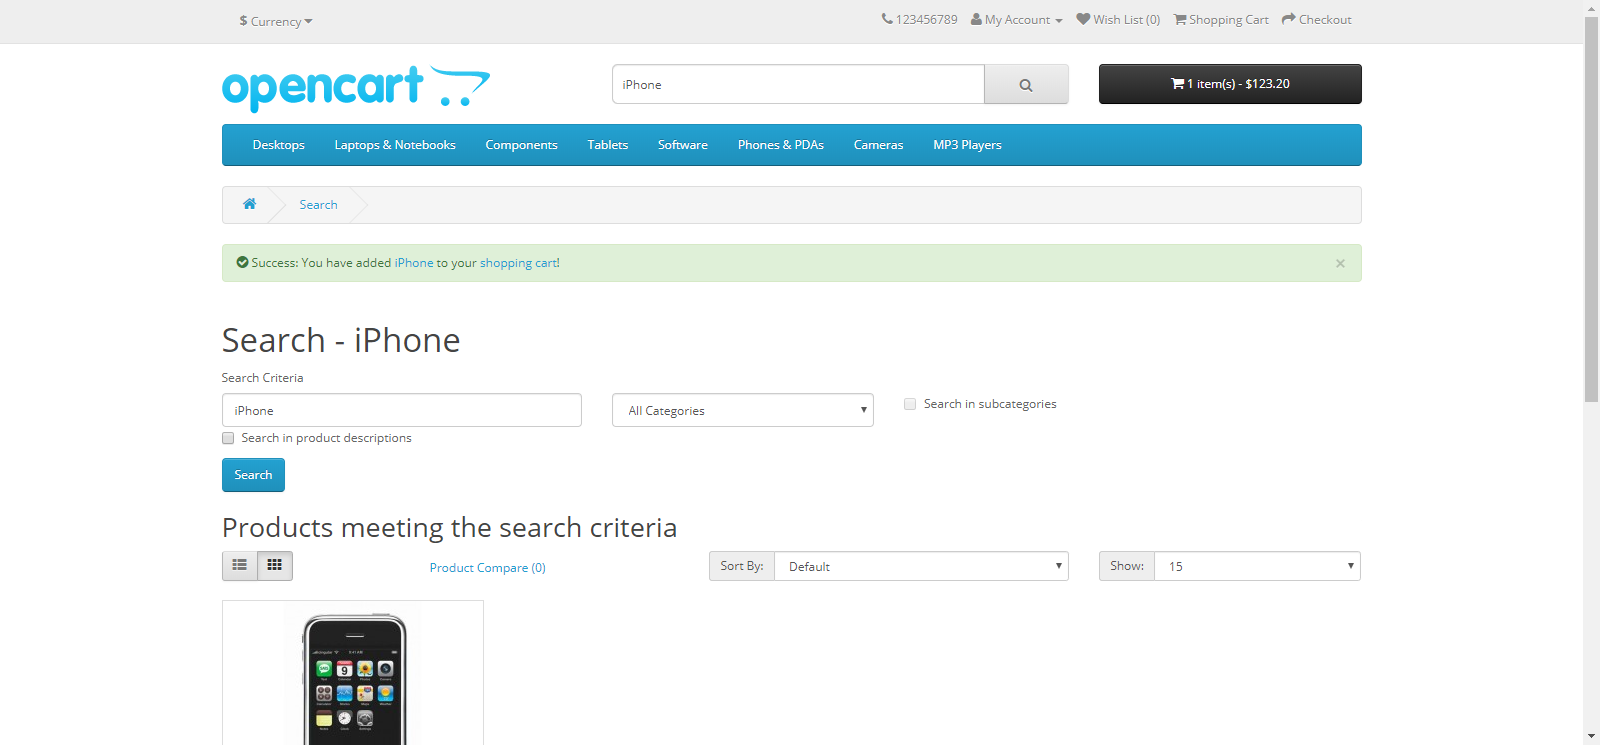 $ Currency
123456789 My Account Wish List (0) Shopping Cart Checkout
opencart
iPhone
1 item(s) - $123.20
Desktops Laptops & Notebooks Components Tablets Software Phones & PDAs Cameras MP3 Players
Search
Success: You have added iPhone to your shopping cart!
×
Search - iPhone
Search Criteria
iPhone
All Categories
Search in subcategories
Search in product descriptions
Search
Products meeting the search criteria
Product Compare (0)
Sort By: Default
Show: 15